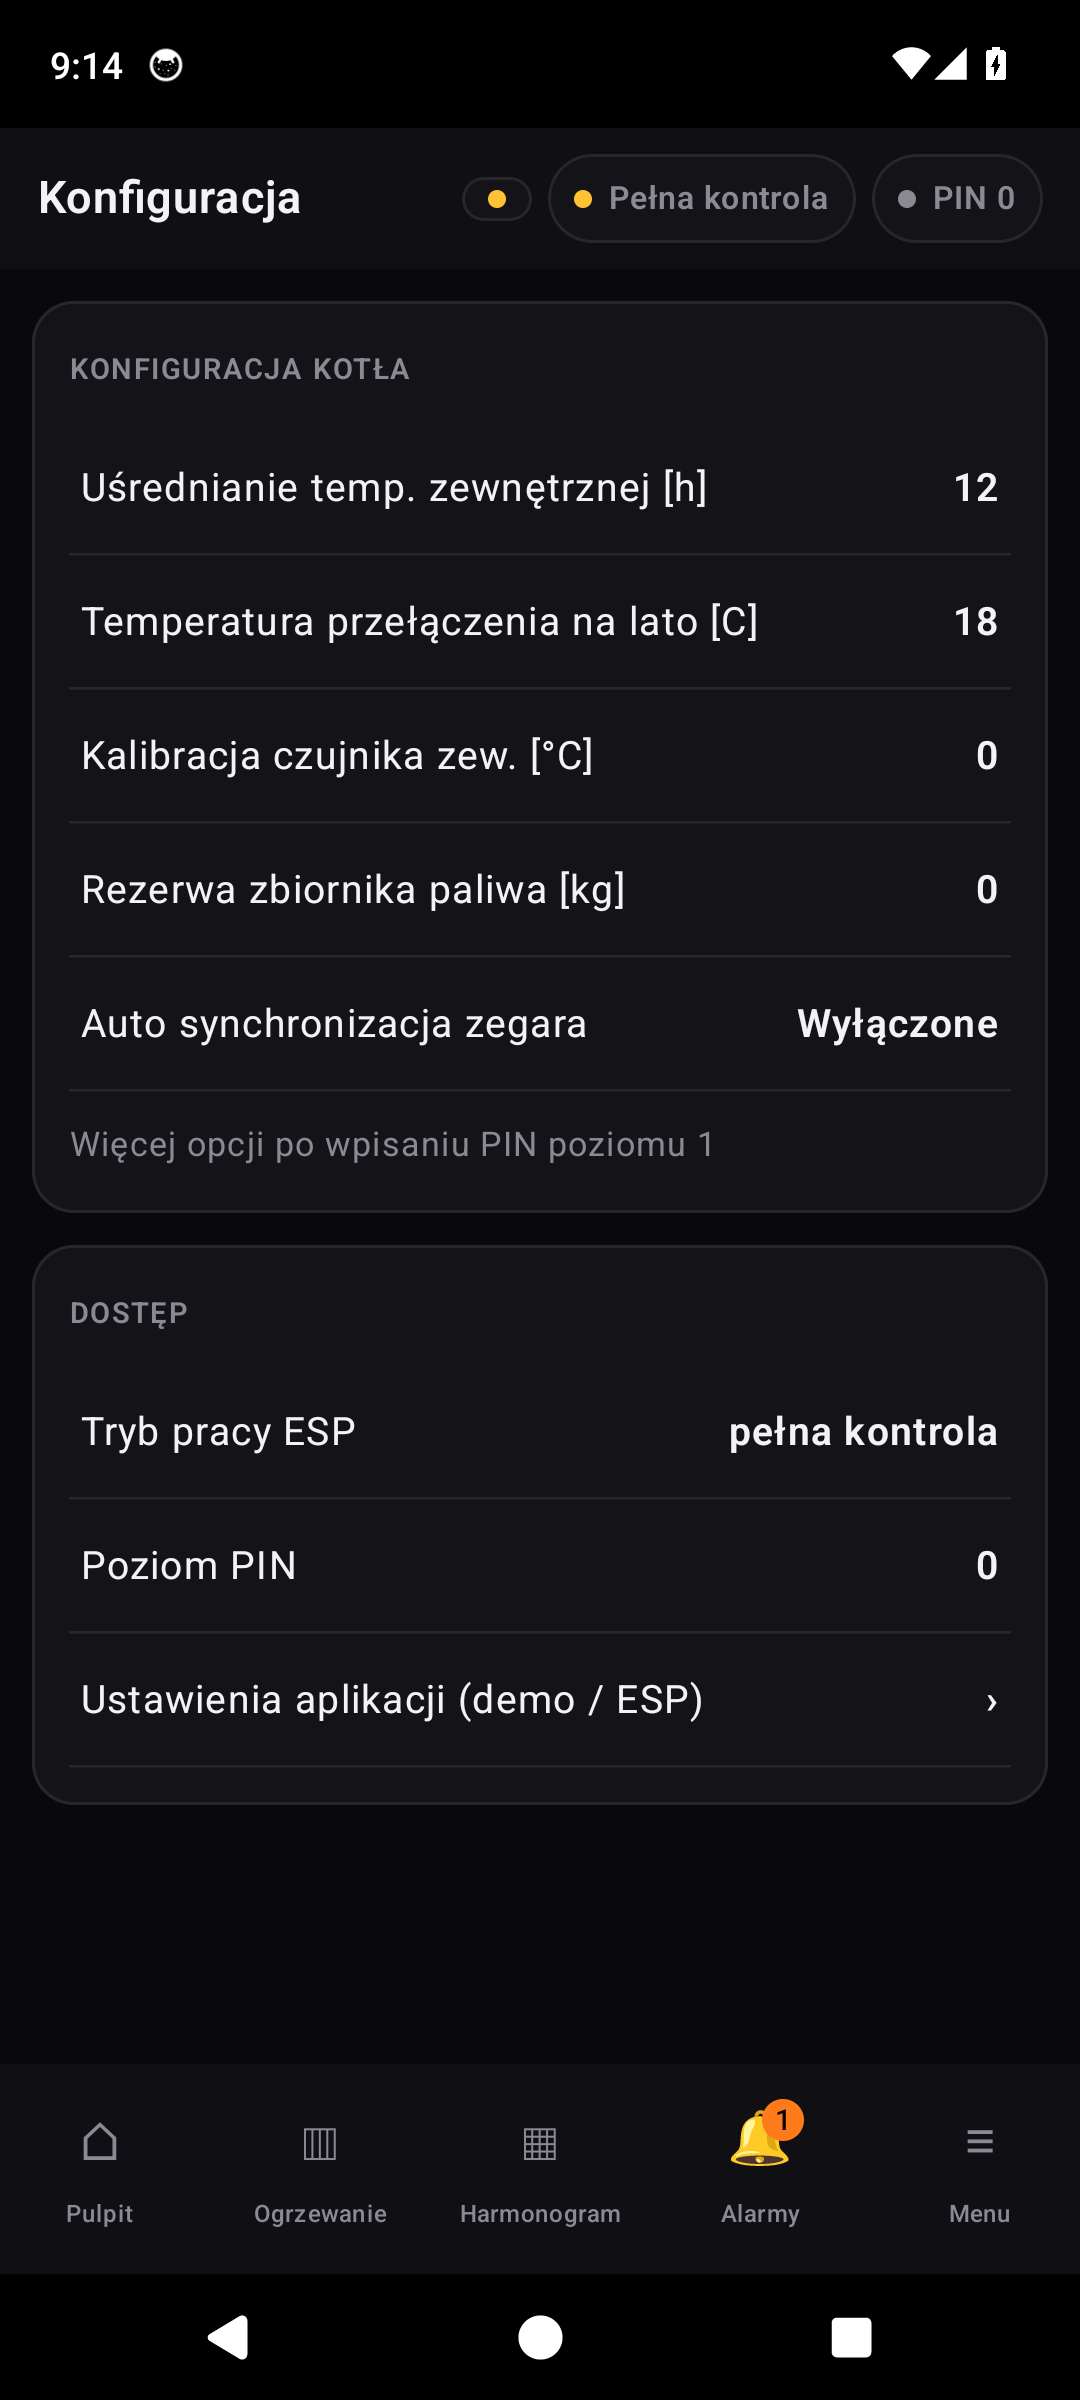 9:14
Konfiguracja
Pełna kontrola
PIN 0
KONFIGURACJA KOTŁA
Uśrednianie temp. zewnętrznej [h] 12
Temperatura przełączenia na lato [C] 18
Kalibracja czujnika zew. [°C] 0
Rezerwa zbiornika paliwa [kg] 0
Auto synchronizacja zegara Wyłączone
Więcej opcji po wpisaniu PIN poziomu 1
DOSTĘP
Tryb pracy ESP pełna kontrola
Poziom PIN 0
Ustawienia aplikacji (demo / ESP) ›
1
Pulpit Ogrzewanie Harmonogram Alarmy Menu